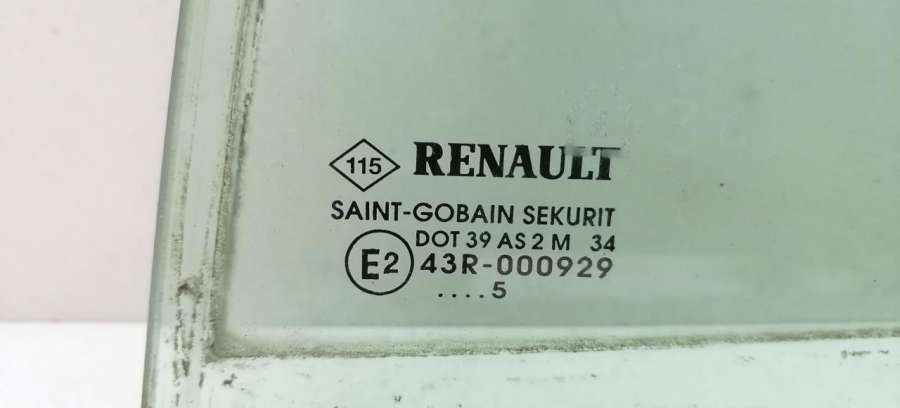 115 RENAULT
SAINT-GOBAIN SEKURIT
DOT 39 AS 2 M 34
E2 43R-000929
....5